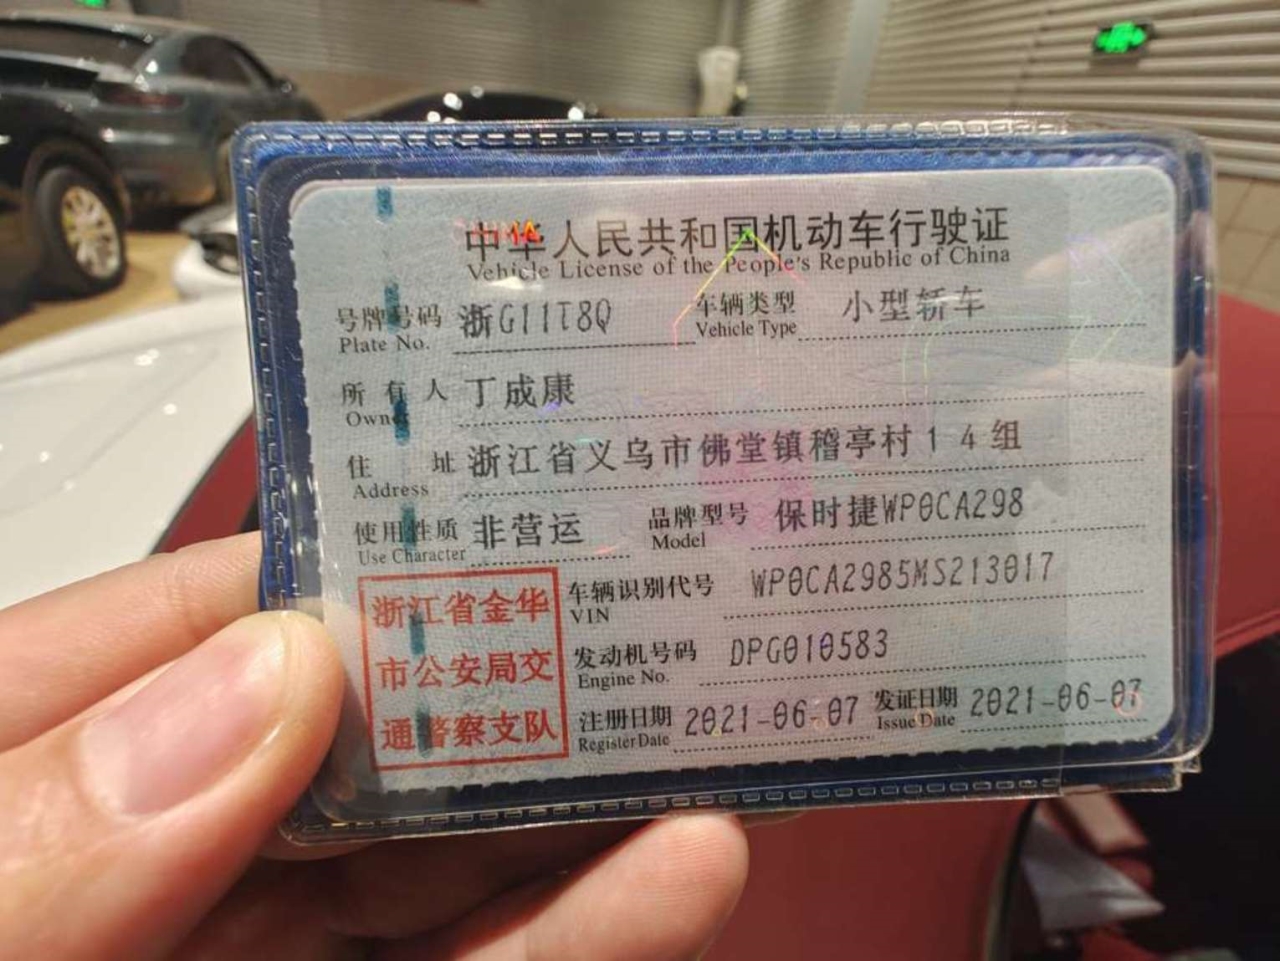 中华人民共和国机动车行驶证
Vehicle License of the People's Republic of China
号牌号码 浙G11T8Q 车辆类型 小型轿车
Plate No. Vehicle Type
所有人 丁成康
Owner
住址 浙江省义乌市佛堂镇稽亭村14组
Address
使用性质 非营运 品牌型号 保时捷WP0CA298
Use Character Model
浙江省金华
市公安局交
通警察支队
车辆识别代号 WP0CA2985MS213017
VIN
发动机号码 DPG010583
Engine No.
注册日期 2021-06-07 发证日期 2021-06-07
Register Date Issue Date